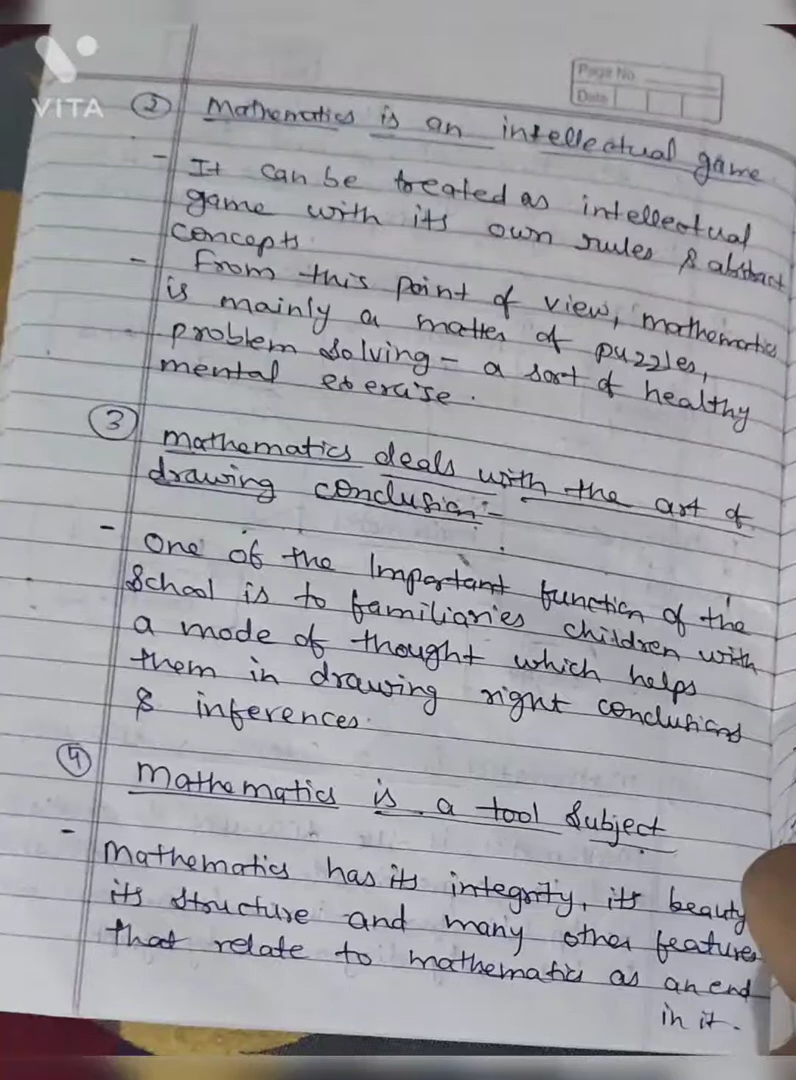 VITA
Page No.
Date
② Mathematics is an intellectual game
- It can be treated as intellectual
game with its own rules & abstract
concepts.
- From this point of view, mathematics
is mainly a matter of puzzles,
problem solving - a sort of healthy
mental exercise.
③ Mathematics deals with the art of
drawing conclusion:-
- One of the Important function of the
School is to familiaries children with
a mode of thought which helps
them in drawing right conclusions
& inferences.
④ Mathematics is a tool Subject
- Mathematics has its integrity, its beauty
its structure and many other features
that relate to mathematics as an end
in it.